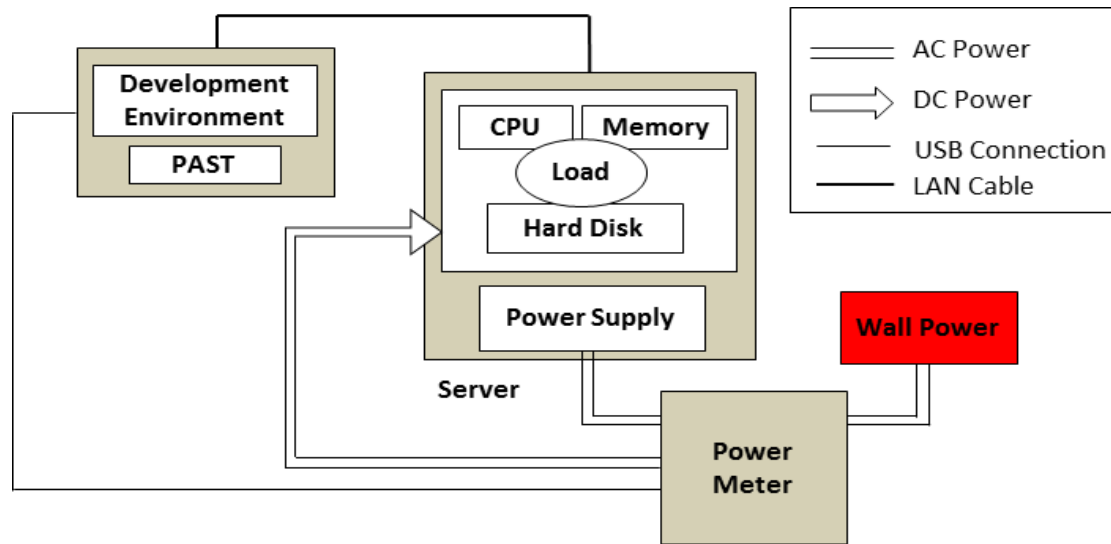 Development
Environment
PAST
CPU
Memory
Load
Hard Disk
Power Supply
Server
Wall Power
Power
Meter
AC Power
DC Power
USB Connection
LAN Cable